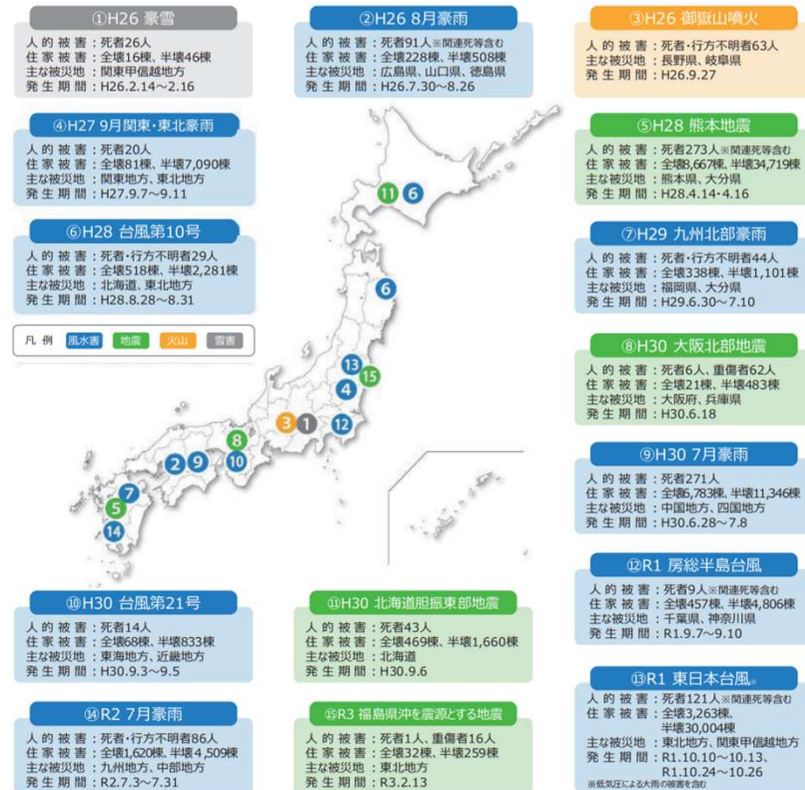 ①H26 豪雪
人的被害：死者26人
住家被害：全壊16棟、半壊46棟
主な被災地：関東甲信越地方
発生期間：H26.2.14～2.16
②H26 8月豪雨
人的被害：死者91人※関連死等含む
住家被害：全壊228棟、半壊508棟
主な被災地：広島県、山口県、徳島県
発生期間：H26.7.30～8.26
③H26 御嶽山噴火
人的被害：死者・行方不明者63人
主な被災地：長野県、岐阜県
発生期間：H26.9.27
④H27 9月関東・東北豪雨
人的被害：死者20人
住家被害：全壊81棟、半壊7,090棟
主な被災地：関東地方、東北地方
発生期間：H27.9.7～9.11
⑤H28 熊本地震
人的被害：死者273人※関連死等含む
住家被害：全壊8,667棟、半壊34,719棟
主な被災地：熊本県、大分県
発生期間：H28.4.14・4.16
⑥H28 台風第10号
人的被害：死者・行方不明者29人
住家被害：全壊518棟、半壊2,281棟
主な被災地：北海道、東北地方
発生期間：H28.8.28～8.31
⑦H29 九州北部豪雨
人的被害：死者・行方不明者44人
住家被害：全壊338棟、半壊1,101棟
主な被災地：福岡県、大分県
発生期間：H29.6.30～7.10
凡例 風水害 地震 火山 雪害
⑧H30 大阪北部地震
人的被害：死者6人、重傷者62人
住家被害：全壊21棟、半壊483棟
主な被災地：大阪府、兵庫県
発生期間：H30.6.18
⑨H30 7月豪雨
人的被害：死者271人
住家被害：全壊6,783棟、半壊11,346棟
主な被災地：中国地方、四国地方
発生期間：H30.6.28～7.8
11 6
6
13
15
4
3 1 12
8
2 9 10
7
5
14
⑩H30 台風第21号
人的被害：死者14人
住家被害：全壊68棟、半壊833棟
主な被災地：東海地方、近畿地方
発生期間：H30.9.3～9.5
⑪H30 北海道胆振東部地震
人的被害：死者43人
住家被害：全壊469棟、半壊1,660棟
主な被災地：北海道
発生期間：H30.9.6
⑫R1 房総半島台風
人的被害：死者9人※関連死等含む
住家被害：全壊457棟、半壊4,806棟
主な被災地：千葉県、神奈川県
発生期間：R1.9.7～9.10
⑬R1 東日本台風※
人的被害：死者121人※関連死等含む
住家被害：全壊3,263棟、
半壊30,004棟
主な被災地：東北地方、関東甲信越地方
発生期間：R1.10.10～10.13、
R1.10.24～10.26
※低気圧による大雨の被害を含む
⑭R2 7月豪雨
人的被害：死者・行方不明者86人
住家被害：全壊1,620棟、半壊4,509棟
主な被災地：九州地方、中部地方
発生期間：R2.7.3～7.31
⑮R3 福島県沖を震源とする地震
人的被害：死者1人、重傷者16人
住家被害：全壊32棟、半壊259棟
主な被災地：東北地方
発生期間：R3.2.13